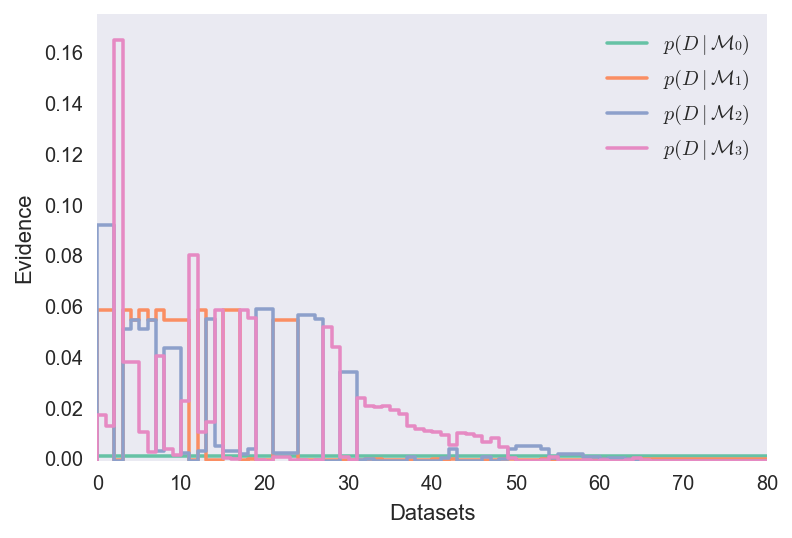 0.16
0.14
0.12
0.10
0.08
0.06
0.04
0.02
0.00
Evidence
p(D | ℳ₀)
p(D | ℳ₁)
p(D | ℳ₂)
p(D | ℳ₃)
0 10 20 30 40 50 60 70 80
Datasets